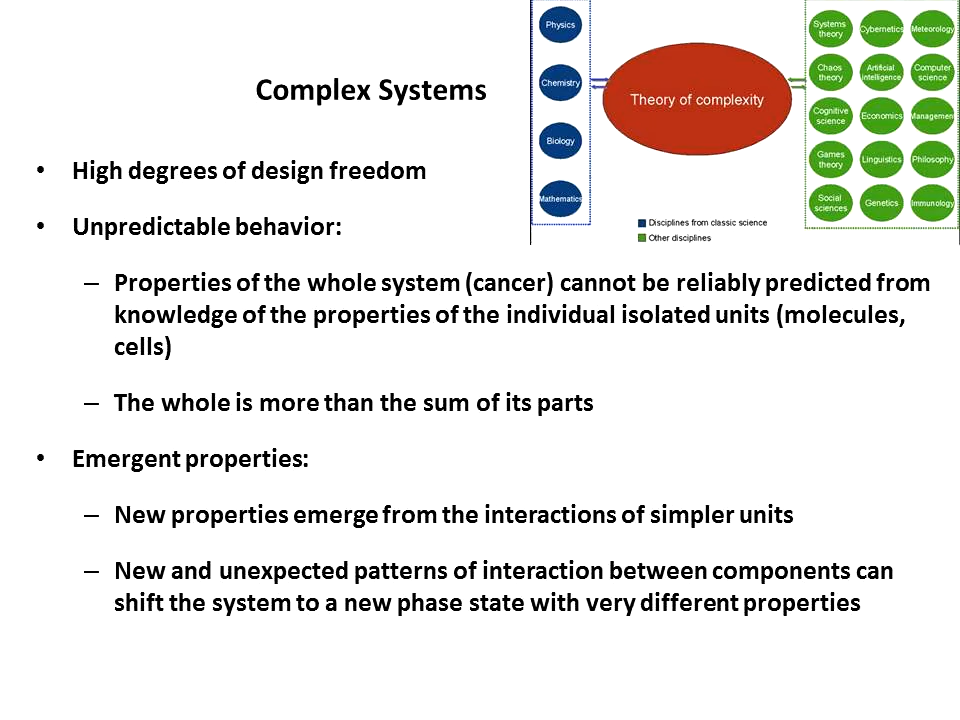 Complex Systems
• High degrees of design freedom
• Unpredictable behavior:
– Properties of the whole system (cancer) cannot be reliably predicted from
knowledge of the properties of the individual isolated units (molecules,
cells)
– The whole is more than the sum of its parts
• Emergent properties:
– New properties emerge from the interactions of simpler units
– New and unexpected patterns of interaction between components can
shift the system to a new phase state with very different properties
Physics
Chemistry
Biology
Mathematics
Theory of complexity
Systems
theory
Cybernetics
Meteorology
Chaos
theory
Artificial
intelligence
Computer
science
Cognitive
science
Economics
Management
Games
theory
Linguistics
Philosophy
Social
sciences
Genetics
Immunology
Disciplines from classic science
Other disciplines